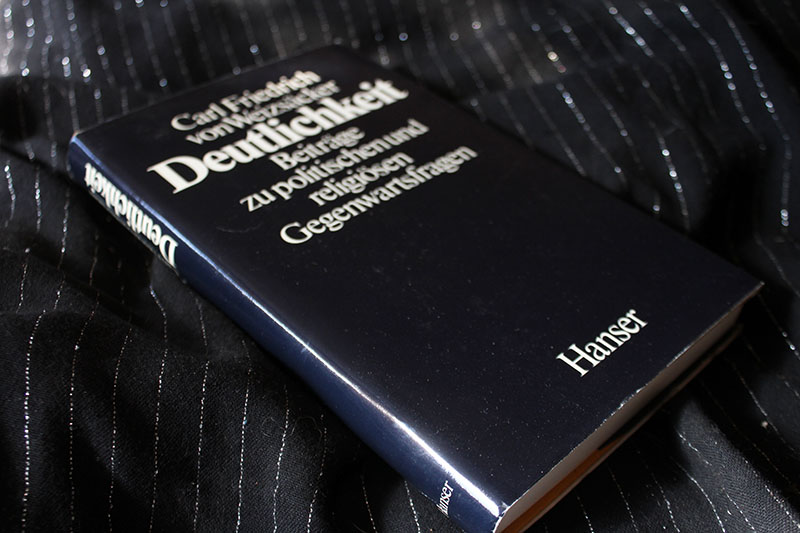 Carl Friedrich
von Weizsäcker
Deutlichkeit
Beiträge
zu politischen und
religiösen
Gegenwartsfragen
Hanser
Deutlichkeit
Hanser